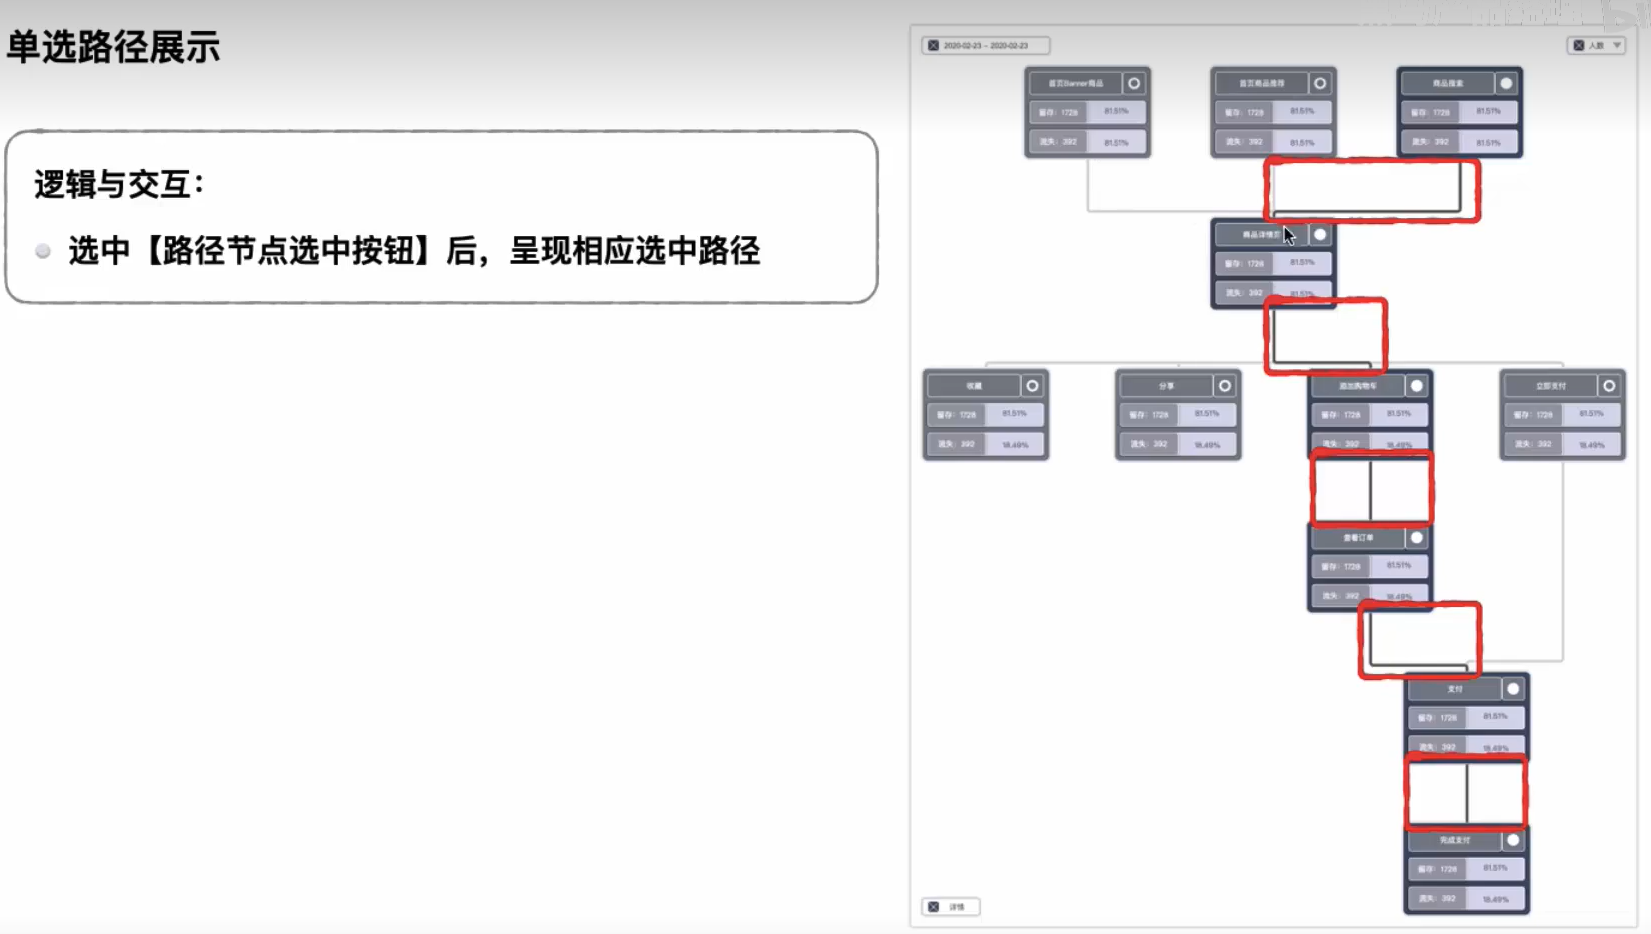 单选路径展示
逻辑与交互：
选中【路径节点选中按钮】后，呈现相应选中路径
2020-02-23 ~ 2020-02-23
人数
首页Banner商品
留存：1728 81.51%
流失：392 81.51%
首页商品推荐
留存：1728 81.51%
流失：392 81.51%
商品搜索
留存：1728 81.51%
流失：392 81.51%
商品详情页
留存：1728 81.51%
流失：392 81.51%
收藏
留存：1728 81.51%
流失：392 18.49%
分享
留存：1728 81.51%
流失：392 18.49%
追加购物车
留存：1728 81.51%
流失：392 18.49%
立即支付
留存：1728 81.51%
流失：392 18.49%
查看订单
留存：1728 81.51%
流失：392 18.49%
支付
留存：1728 81.51%
流失：392 18.49%
完成支付
留存：1728 81.51%
流失：392 18.49%
详情